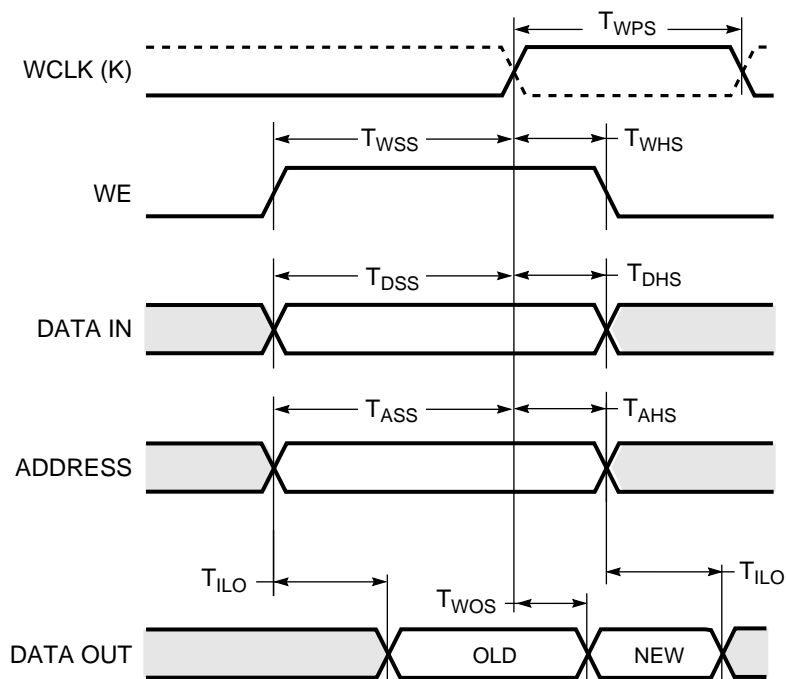 T_WPS
WCLK (K)
T_WSS T_WHS
WE
T_DSS T_DHS
DATA IN
T_ASS T_AHS
ADDRESS
T_ILO T_ILO
T_WOS
DATA OUT OLD NEW